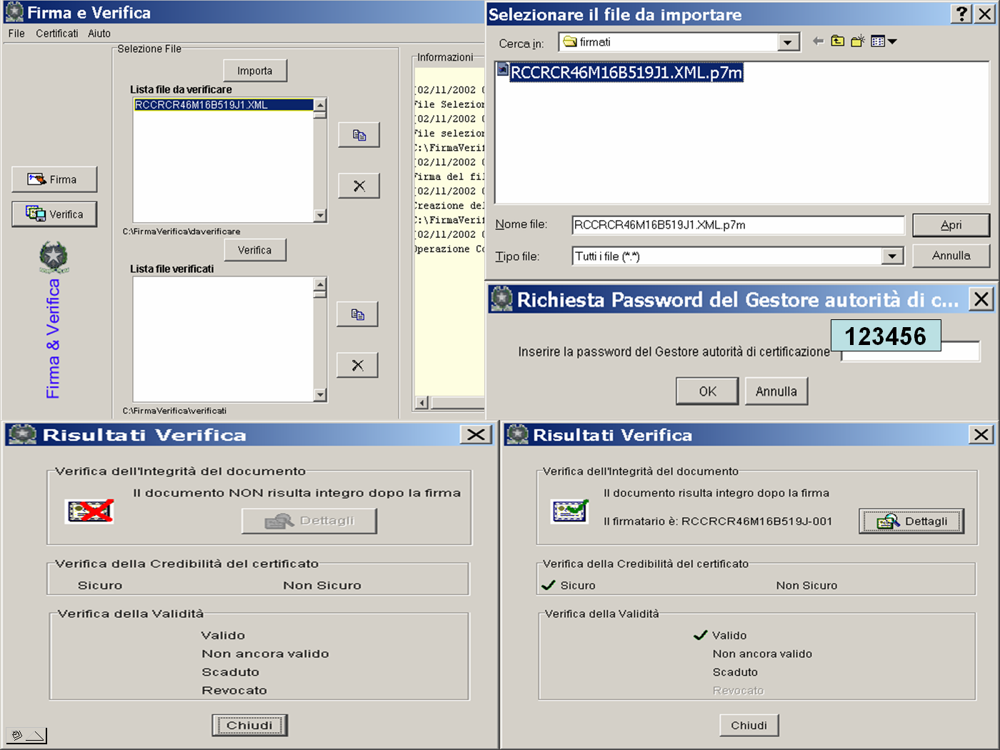 Firma e Verifica
File Certificati Aiuto
Selezione File
Importa
Lista file da verificare
RCCRCR46M16B519J1.XML
C:\FirmaVerifica\daverificare
Verifica
Lista file verificati
C:\FirmaVerifica\verificati
Firma
Verifica
Firma & Verifica
Informazioni
[02/11/2002
File Selezion
[02/11/2002
File selezion
C:\FirmaVerif
[02/11/2002
Firma del fil
[02/11/2002
Creazione del
C:\FirmaVerif
[02/11/2002
Operazione Co
Selezionare il file da importare
Cerca in: firmati
RCCRCR46M16B519J1.XML.p7m
Nome file: RCCRCR46M16B519J1.XML.p7m
Apri
Tipo file: Tutti i file (*.*)
Annulla
Richiesta Password del Gestore autorità di c...
123456
Inserire la password del Gestore autorità di certificazione
OK Annulla
Risultati Verifica
Verifica dell'Integrità del documento
Il documento NON risulta integro dopo la firma
Dettagli
Verifica della Credibilità del certificato
Sicuro Non Sicuro
Verifica della Validità
Valido
Non ancora valido
Scaduto
Revocato
Chiudi
Risultati Verifica
Verifica dell'Integrità del documento
Il documento risulta integro dopo la firma
Il firmatario è: RCCRCR46M16B519J-001
Dettagli
Verifica della Credibilità del certificato
Sicuro Non Sicuro
Verifica della Validità
Valido
Non ancora valido
Scaduto
Revocato
Chiudi